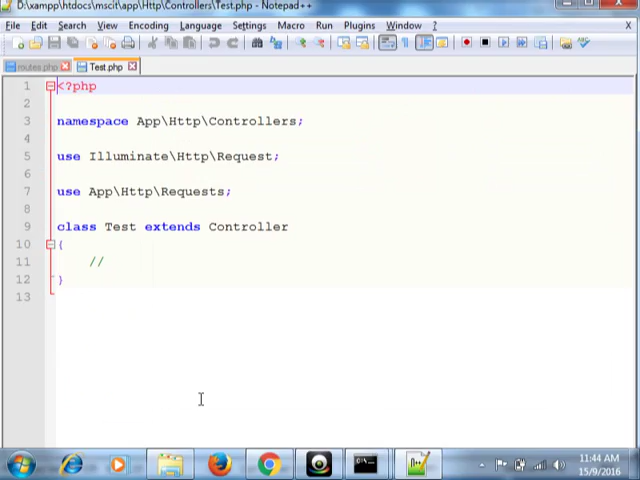 D:\xampp\htdocs\mscit\app\Http\Controllers\Test.php - Notepad++
File Edit Search View Encoding Language Settings Macro Run Plugins Window ? X
routes.php Test.php
1 <?php
2
3 namespace App\Http\Controllers;
4
5 use Illuminate\Http\Request;
6
7 use App\Http\Requests;
8
9 class Test extends Controller
10 {
11 //
12 }
13
11:44 AM
15/9/2016